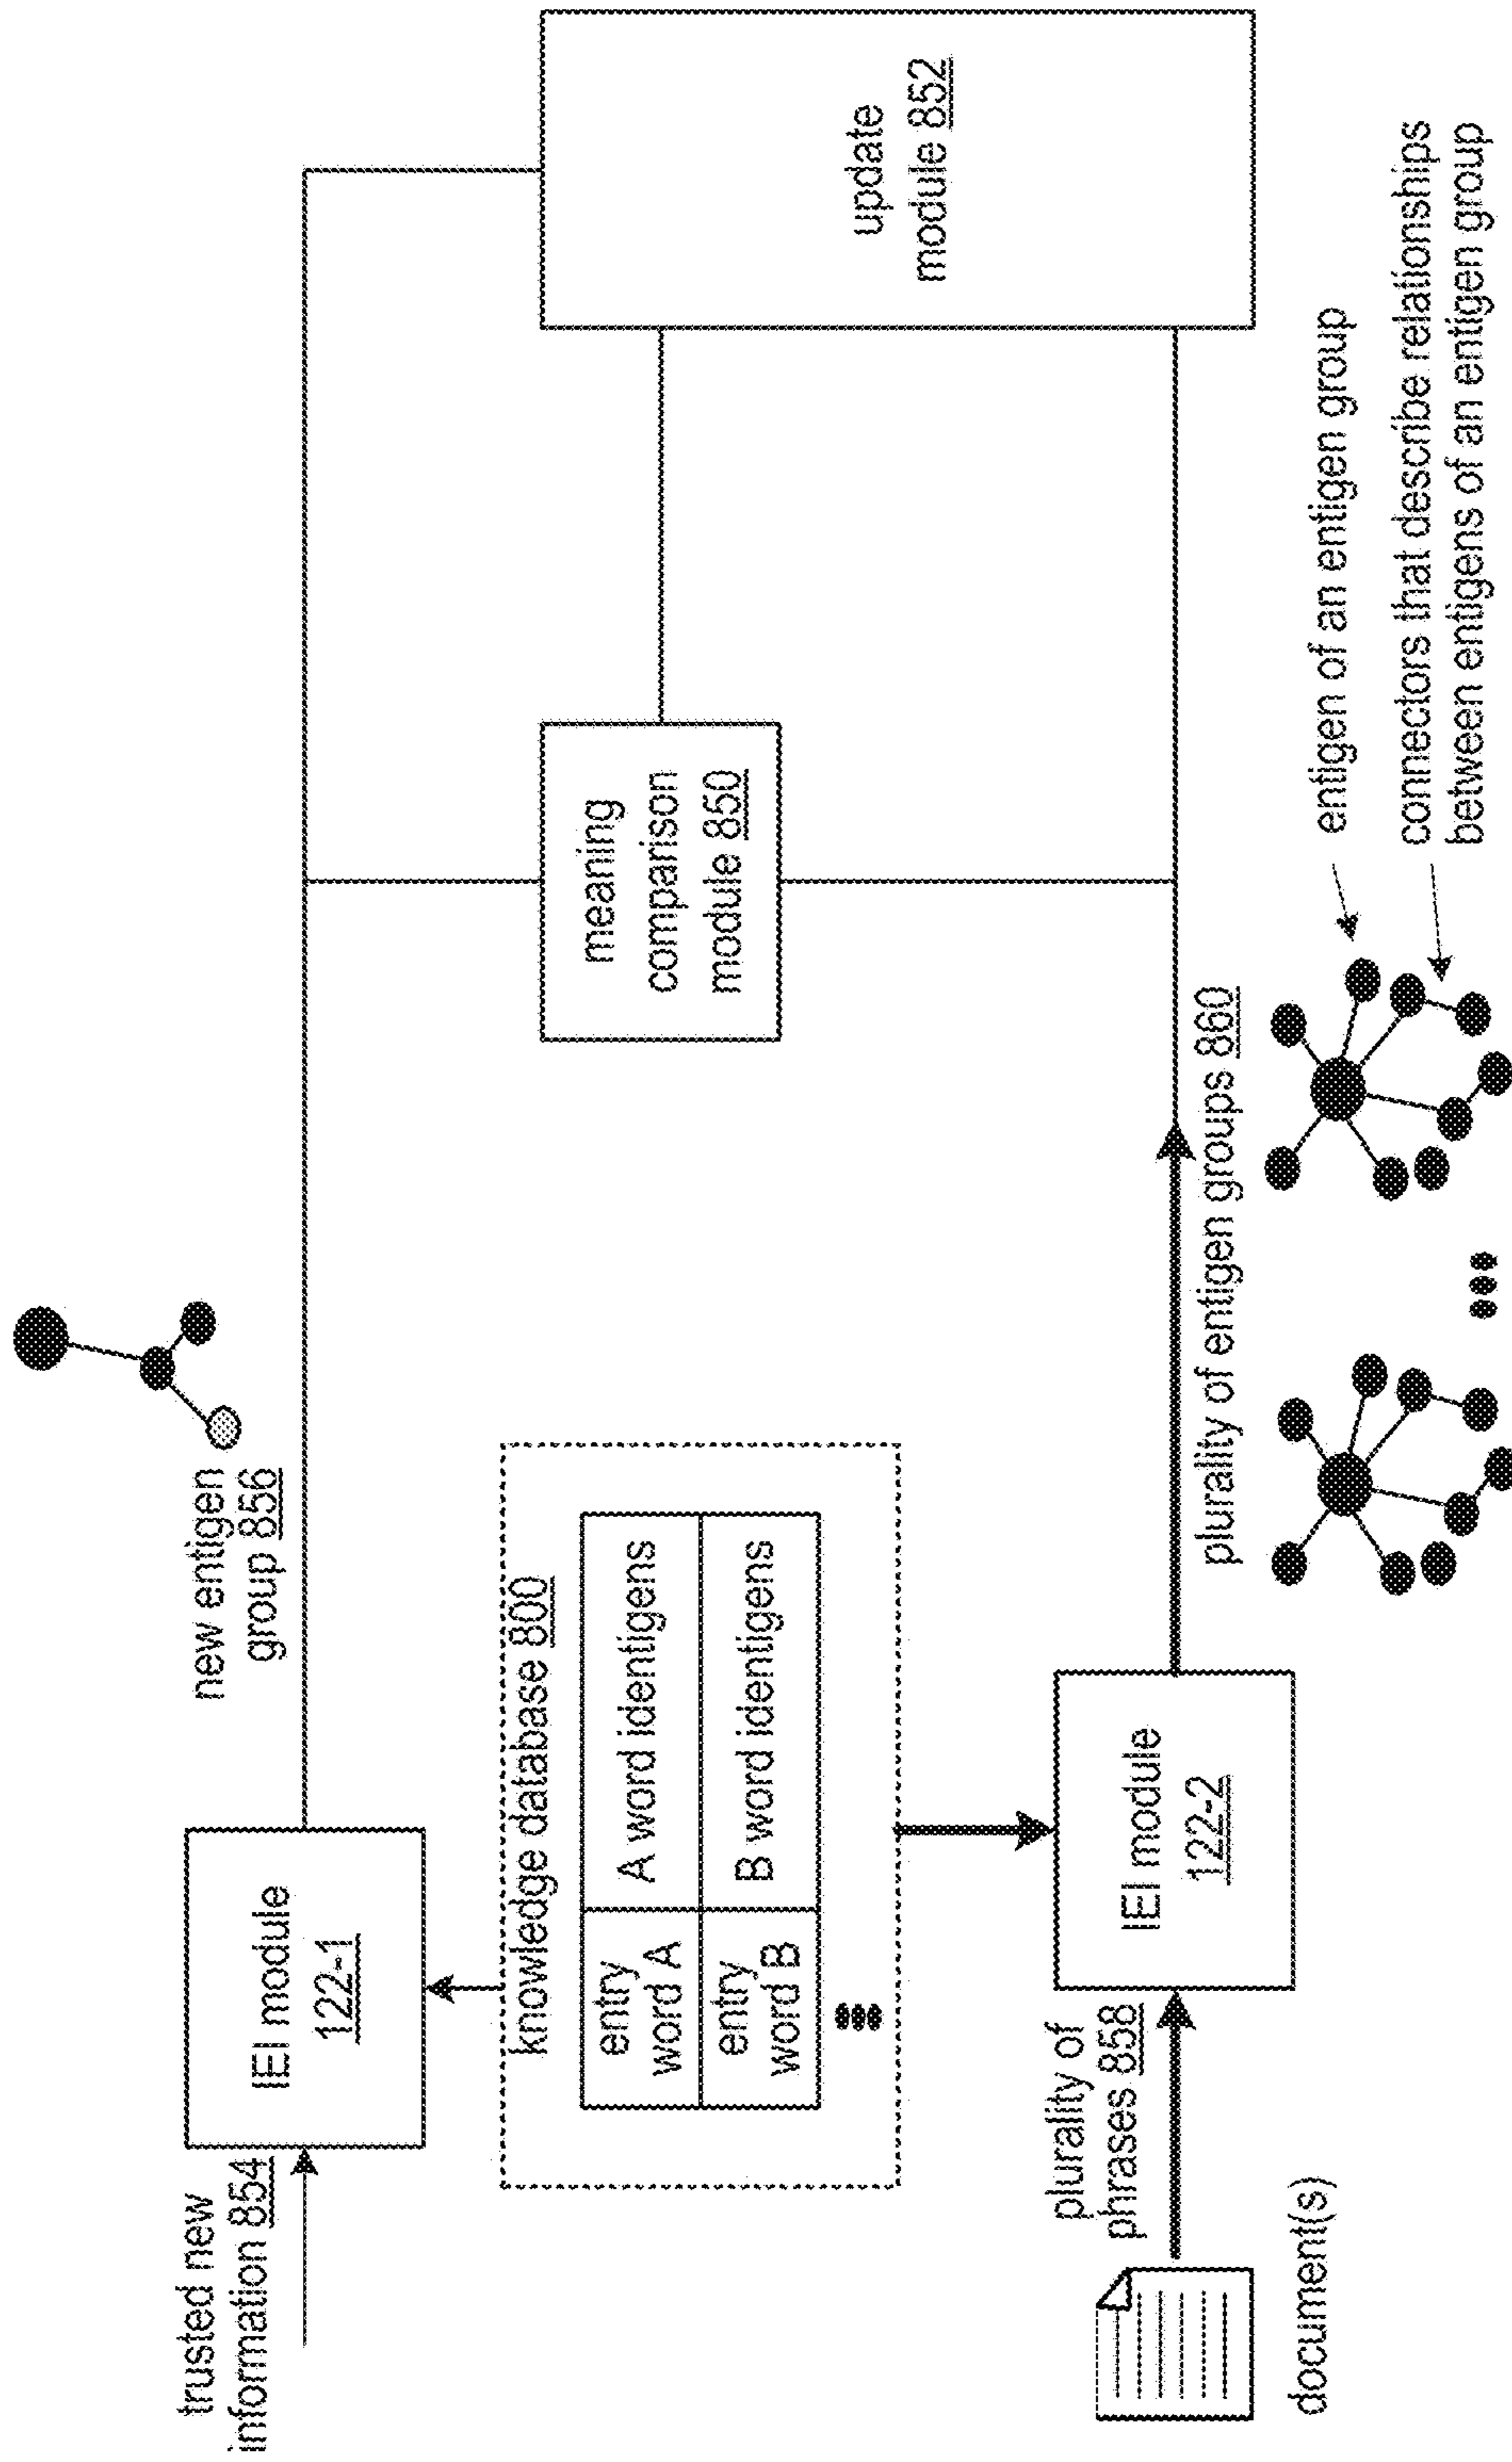 trusted new
information 854
IEI module
122-1
new entigen
group 856
knowledge database 800
entry
word A
A word identigens
entry
word B
B word identigens
meaning
comparison
module 850
update
module 852
document(s)
plurality of
phrases 858
IEI module
122-2
plurality of entigen groups 860
entigen of an entigen group
connectors that describe relationships
between entigens of an entigen group